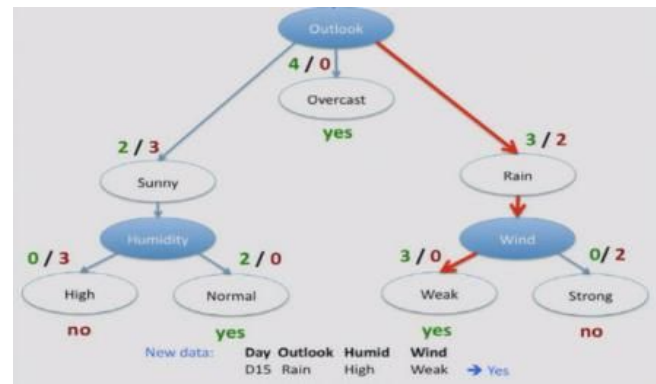 Outlook
4 / 0
Overcast
yes
2 / 3
3 / 2
Sunny
Rain
Humidity
Wind
0 / 3
2 / 0
3 / 0
0/ 2
High
Normal
Weak
Strong
no
yes
yes
no
New data: Day Outlook Humid Wind
D15 Rain High Weak → Yes